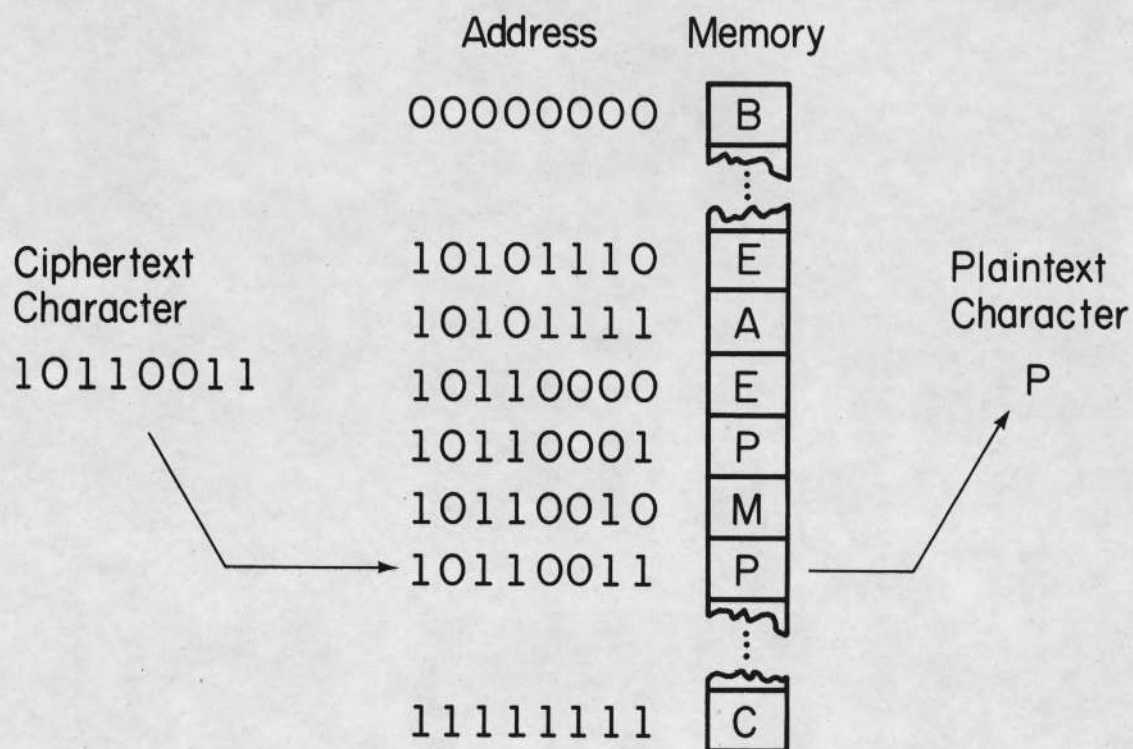 Address Memory
00000000 B
Ciphertext Character
10110011
10101110 E
10101111 A
10110000 E
10110001 P
10110010 M
10110011 P
11111111 C
Plaintext Character
P